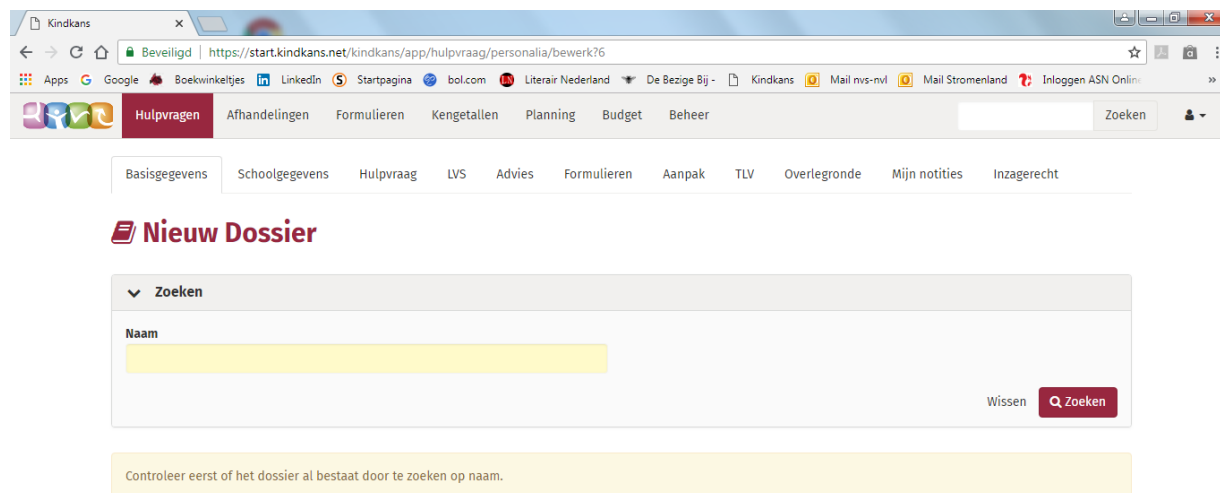 Kindkans
Beveiligd | https://start.kindkans.net/kindkans/app/hulpvraag/personalia/bewerk?6
Apps Google Boekwinkeltjes LinkedIn Startpagina bol.com Literair Nederland De Bezige Bij - Kindkans Mail nvs-nvl Mail Stromenland Inloggen ASN Online »
Hulpvragen Afhandelingen Formulieren Kengetallen Planning Budget Beheer Zoeken
Basisgegevens Schoolgegevens Hulpvraag LVS Advies Formulieren Aanpak TLV Overlegronde Mijn notities Inzagerecht
Nieuw Dossier
Zoeken
Naam
Wissen Zoeken
Controleer eerst of het dossier al bestaat door te zoeken op naam.